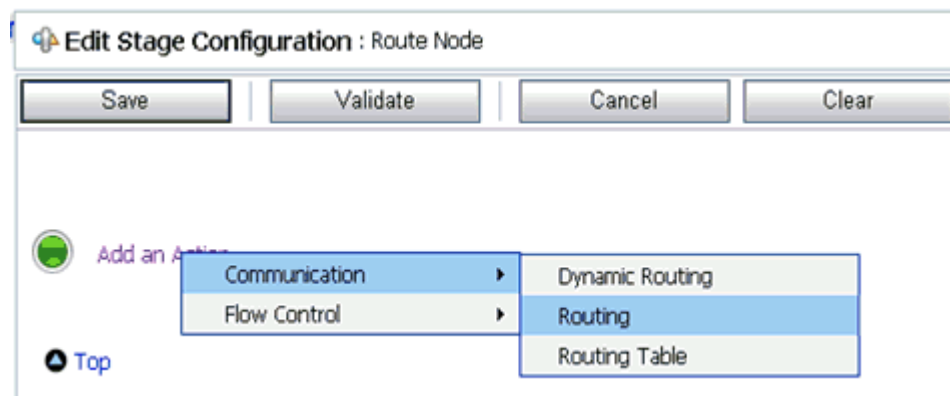 Edit Stage Configuration : Route Node
Save Validate Cancel Clear
Add an Action
Communication Dynamic Routing
Flow Control Routing
Top Routing Table